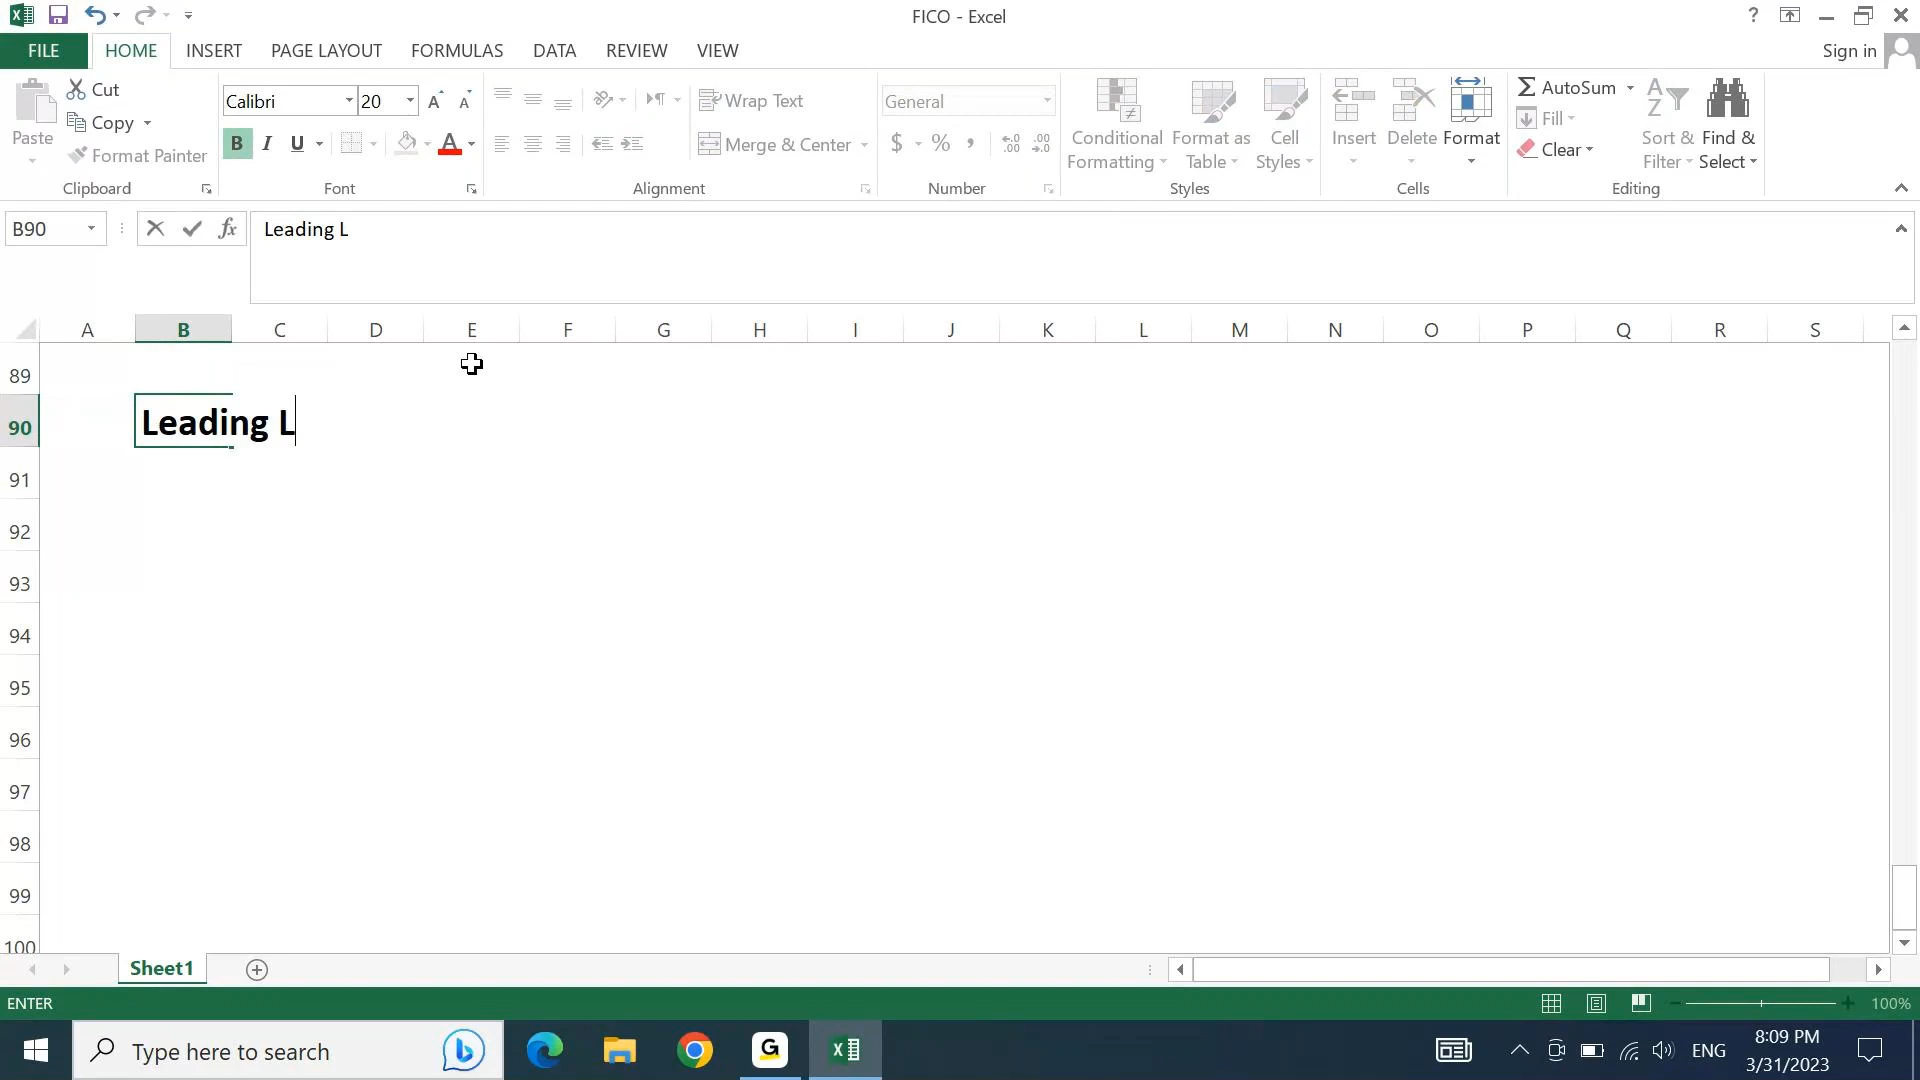 FICO - Excel
?
FILE HOME INSERT PAGE LAYOUT FORMULAS DATA REVIEW VIEW Sign in
Paste
Cut
Copy
Format Painter
Clipboard
Calibri 20 A A
B I U A
Font
Wrap Text
Merge & Center
Alignment
General
$ % , .00 .00
Number
Conditional Formatting
Format as Table
Cell Styles
Styles
Insert Delete Format
Cells
AutoSum
Fill
Clear
Sort & Filter
Find & Select
Editing
B90 fx Leading L
A B C D E F G H I J K L M N O P Q R S
89
90 Leading L
91
92
93
94
95
96
97
98
99
100
Sheet1
ENTER 100%
Type here to search ENG 8:09 PM
3/31/2023